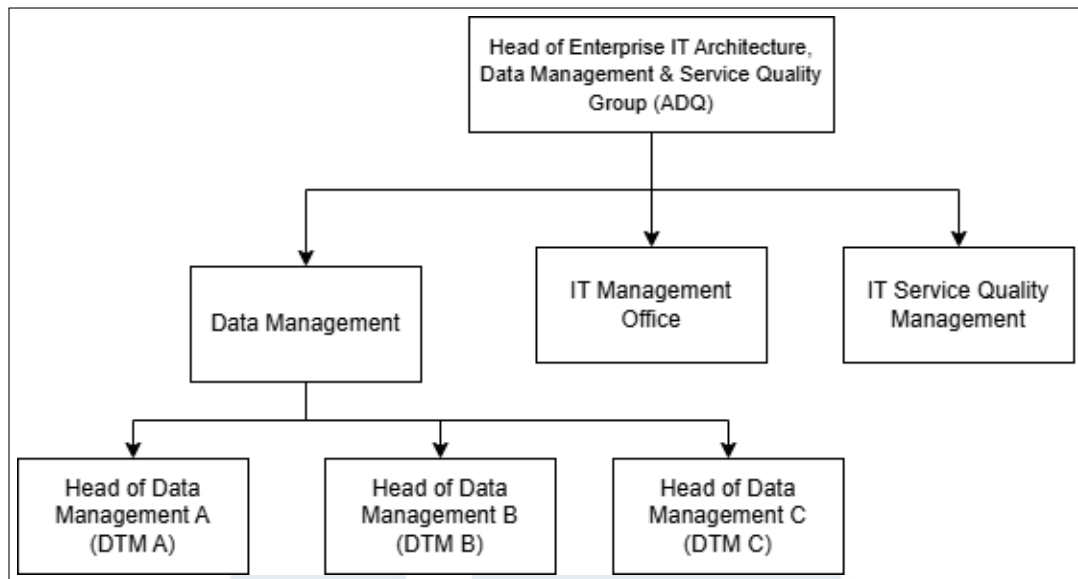 Head of Enterprise IT Architecture,
Data Management & Service Quality
Group (ADQ)
Data Management
IT Management
Office
IT Service Quality
Management
Head of Data
Management A
(DTM A)
Head of Data
Management B
(DTM B)
Head of Data
Management C
(DTM C)